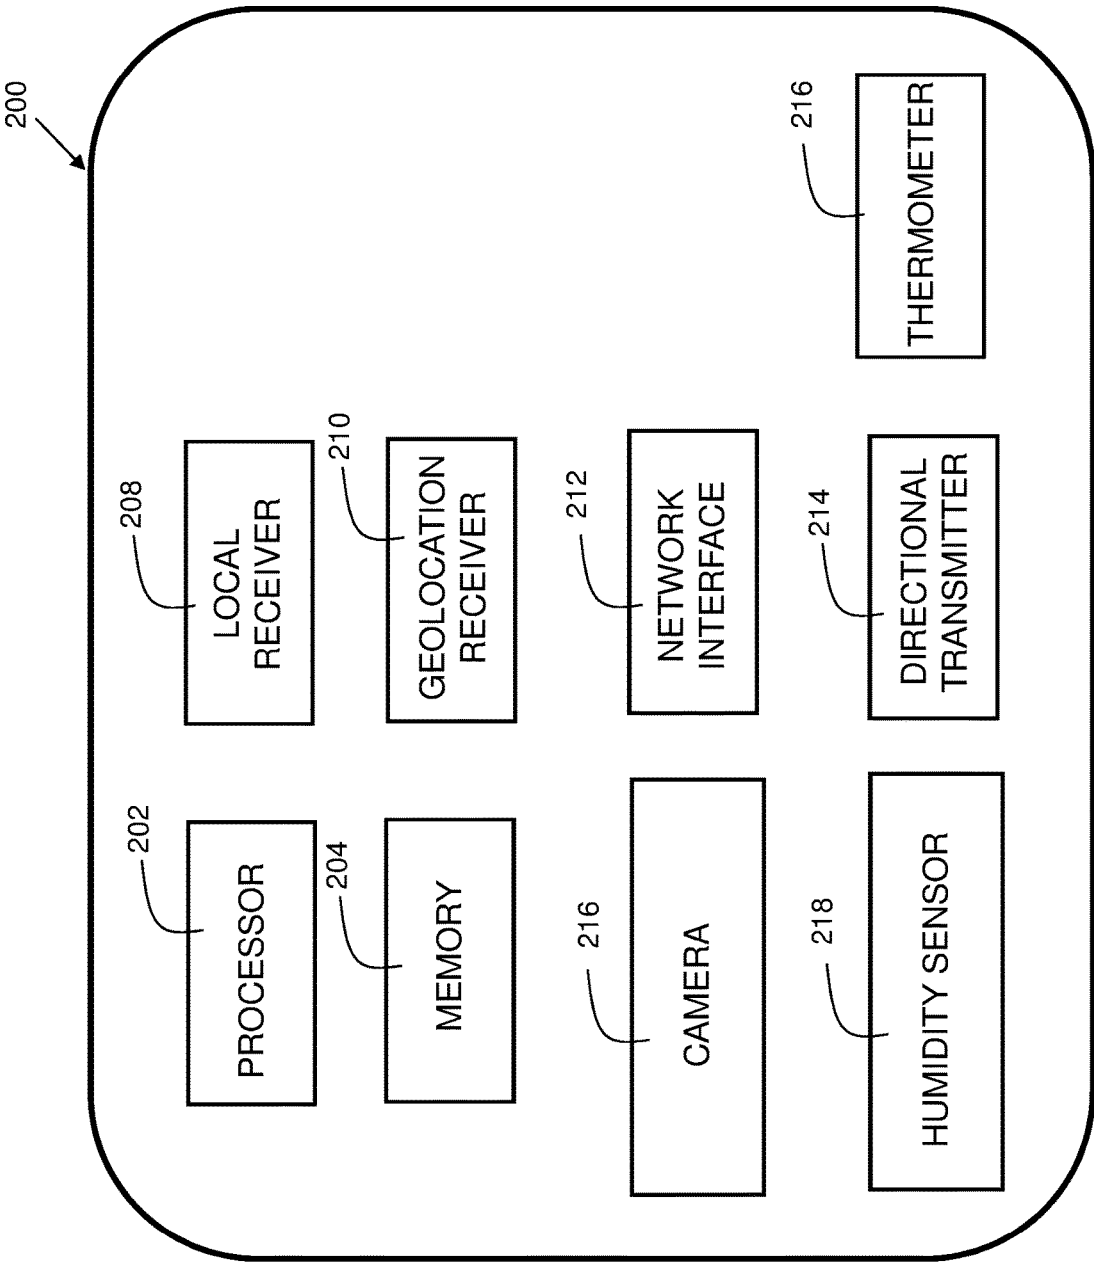 200
202
PROCESSOR
208
LOCAL
RECEIVER
204
MEMORY
210
GEOLOCATION
RECEIVER
216
CAMERA
212
NETWORK
INTERFACE
218
HUMIDITY SENSOR
214
DIRECTIONAL
TRANSMITTER
216
THERMOMETER